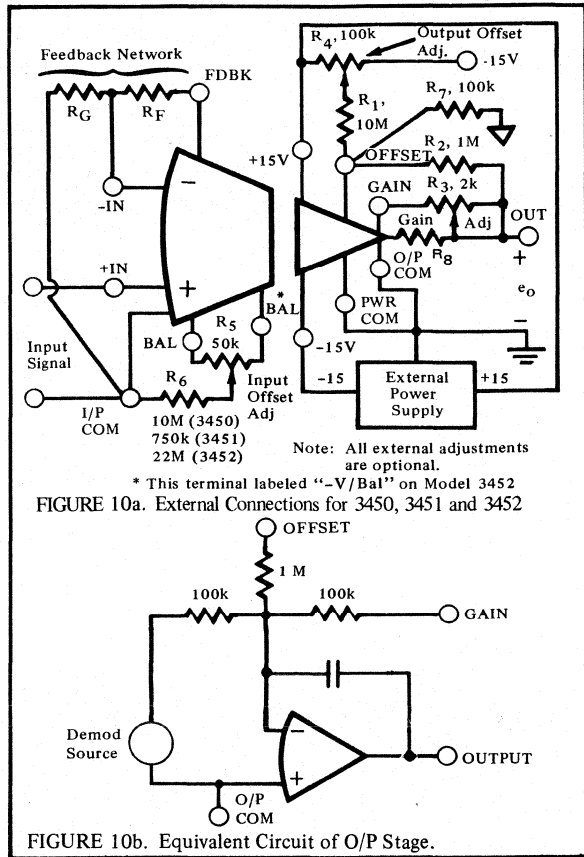 Feedback Network
FDBK
R4, 100k
Output Offset
Adj.
-15V
RG
RF
R1,
10M
R7, 100k
R2, 1M
+15V
OFFSET
-IN
−
GAIN
R3, 2k
OUT
Gain
Adj
R8
+
+IN
+
O/P
COM
eo
*
BAL
R5
BAL
50k
PWR
COM
−
Input
Signal
-15V
-15
External
Power
Supply
+15
R6
Input
Offset
Adj
I/P
COM
10M (3450)
750k (3451)
22M (3452)
Note: All external adjustments
are optional.
* This terminal labeled “-V/Bal” on Model 3452
FIGURE 10a. External Connections for 3450, 3451 and 3452
OFFSET
1 M
100k
100k
GAIN
Demod
Source
−
+
OUTPUT
O/P
COM
FIGURE 10b. Equivalent Circuit of O/P Stage.